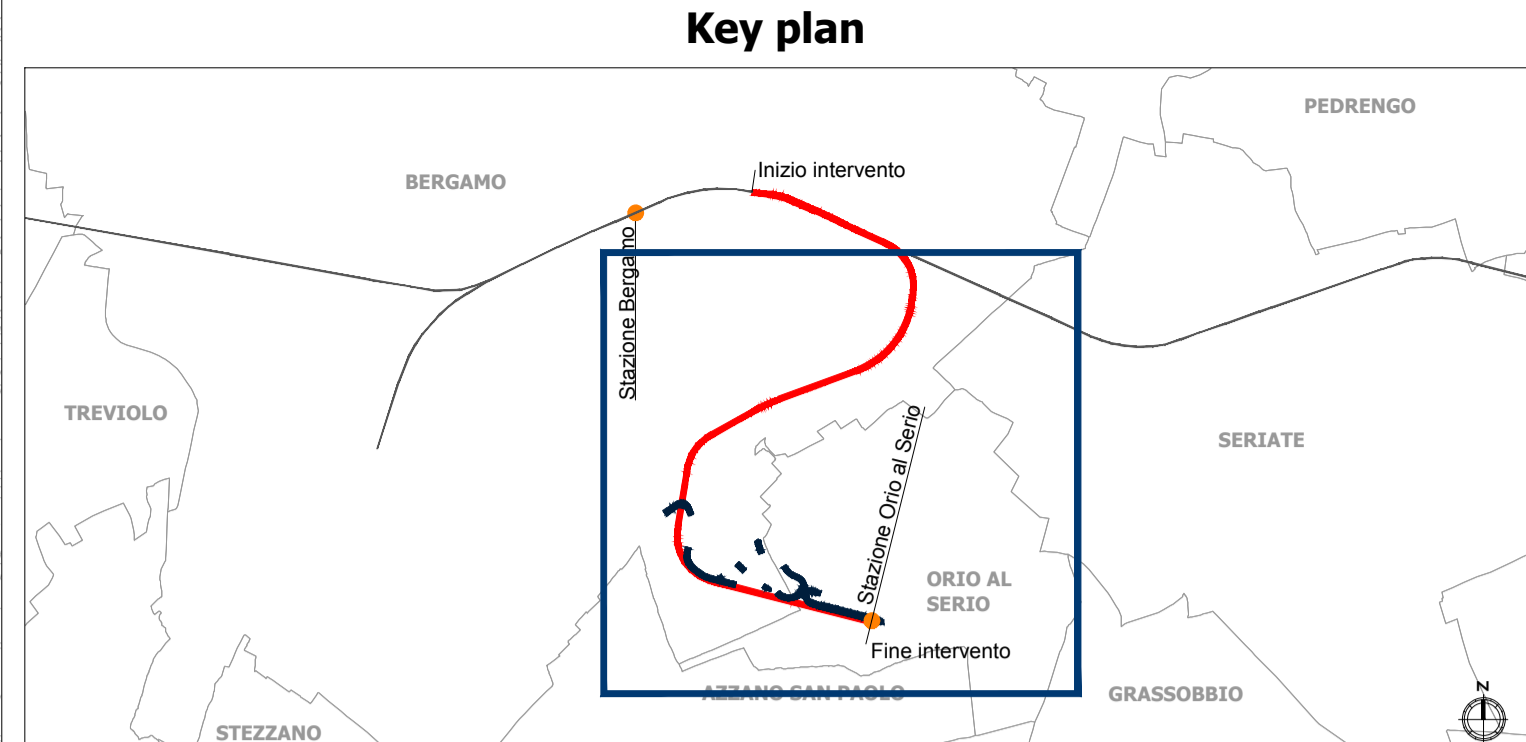 Key plan
PEDRENGO
Inizio intervento
BERGAMO
Stazione Bergamo
TREVIOLO
Stazione Orio al Serio
SERIATE
ORIO AL
SERIO
Fine intervento
AZZANO SAN PAOLO
GRASSOBBIO
N
STEZZANO